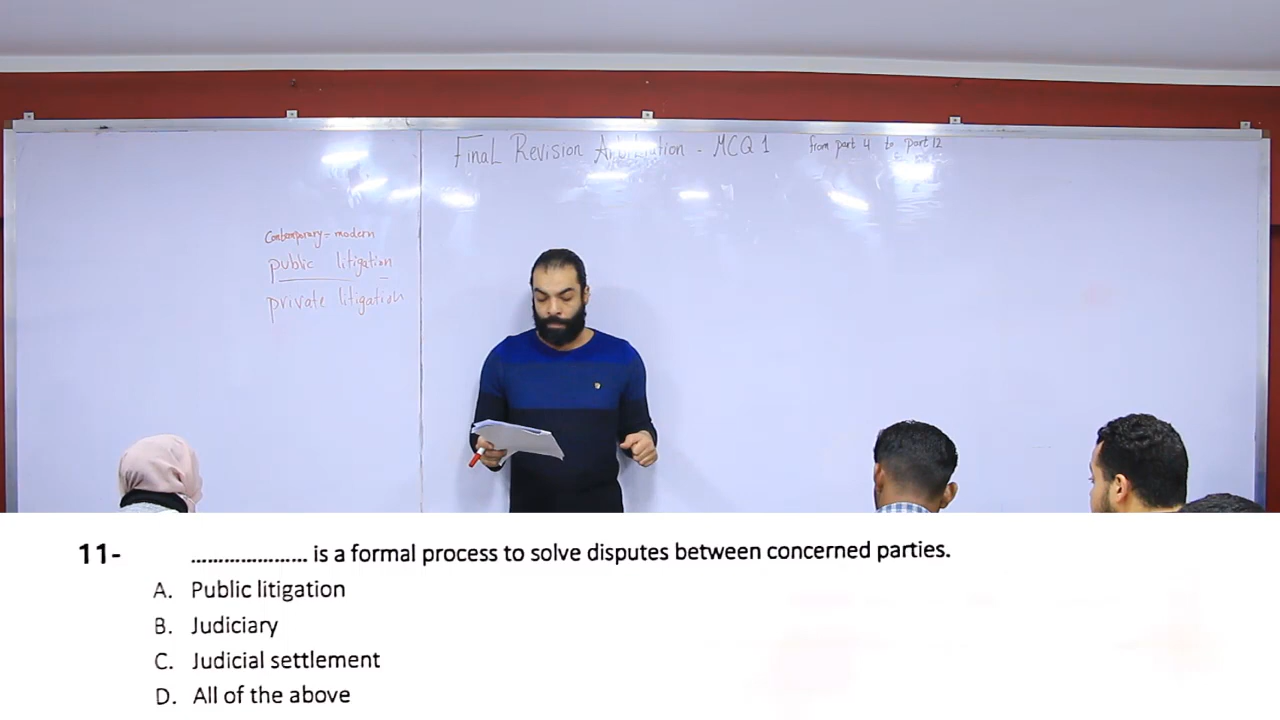 Final Revision Arbitration - MCQ 1 from part 4 to part 12
Contemporary = modern
public litigation
private litigation
11- ..................... is a formal process to solve disputes between concerned parties.
A. Public litigation
B. Judiciary
C. Judicial settlement
D. All of the above